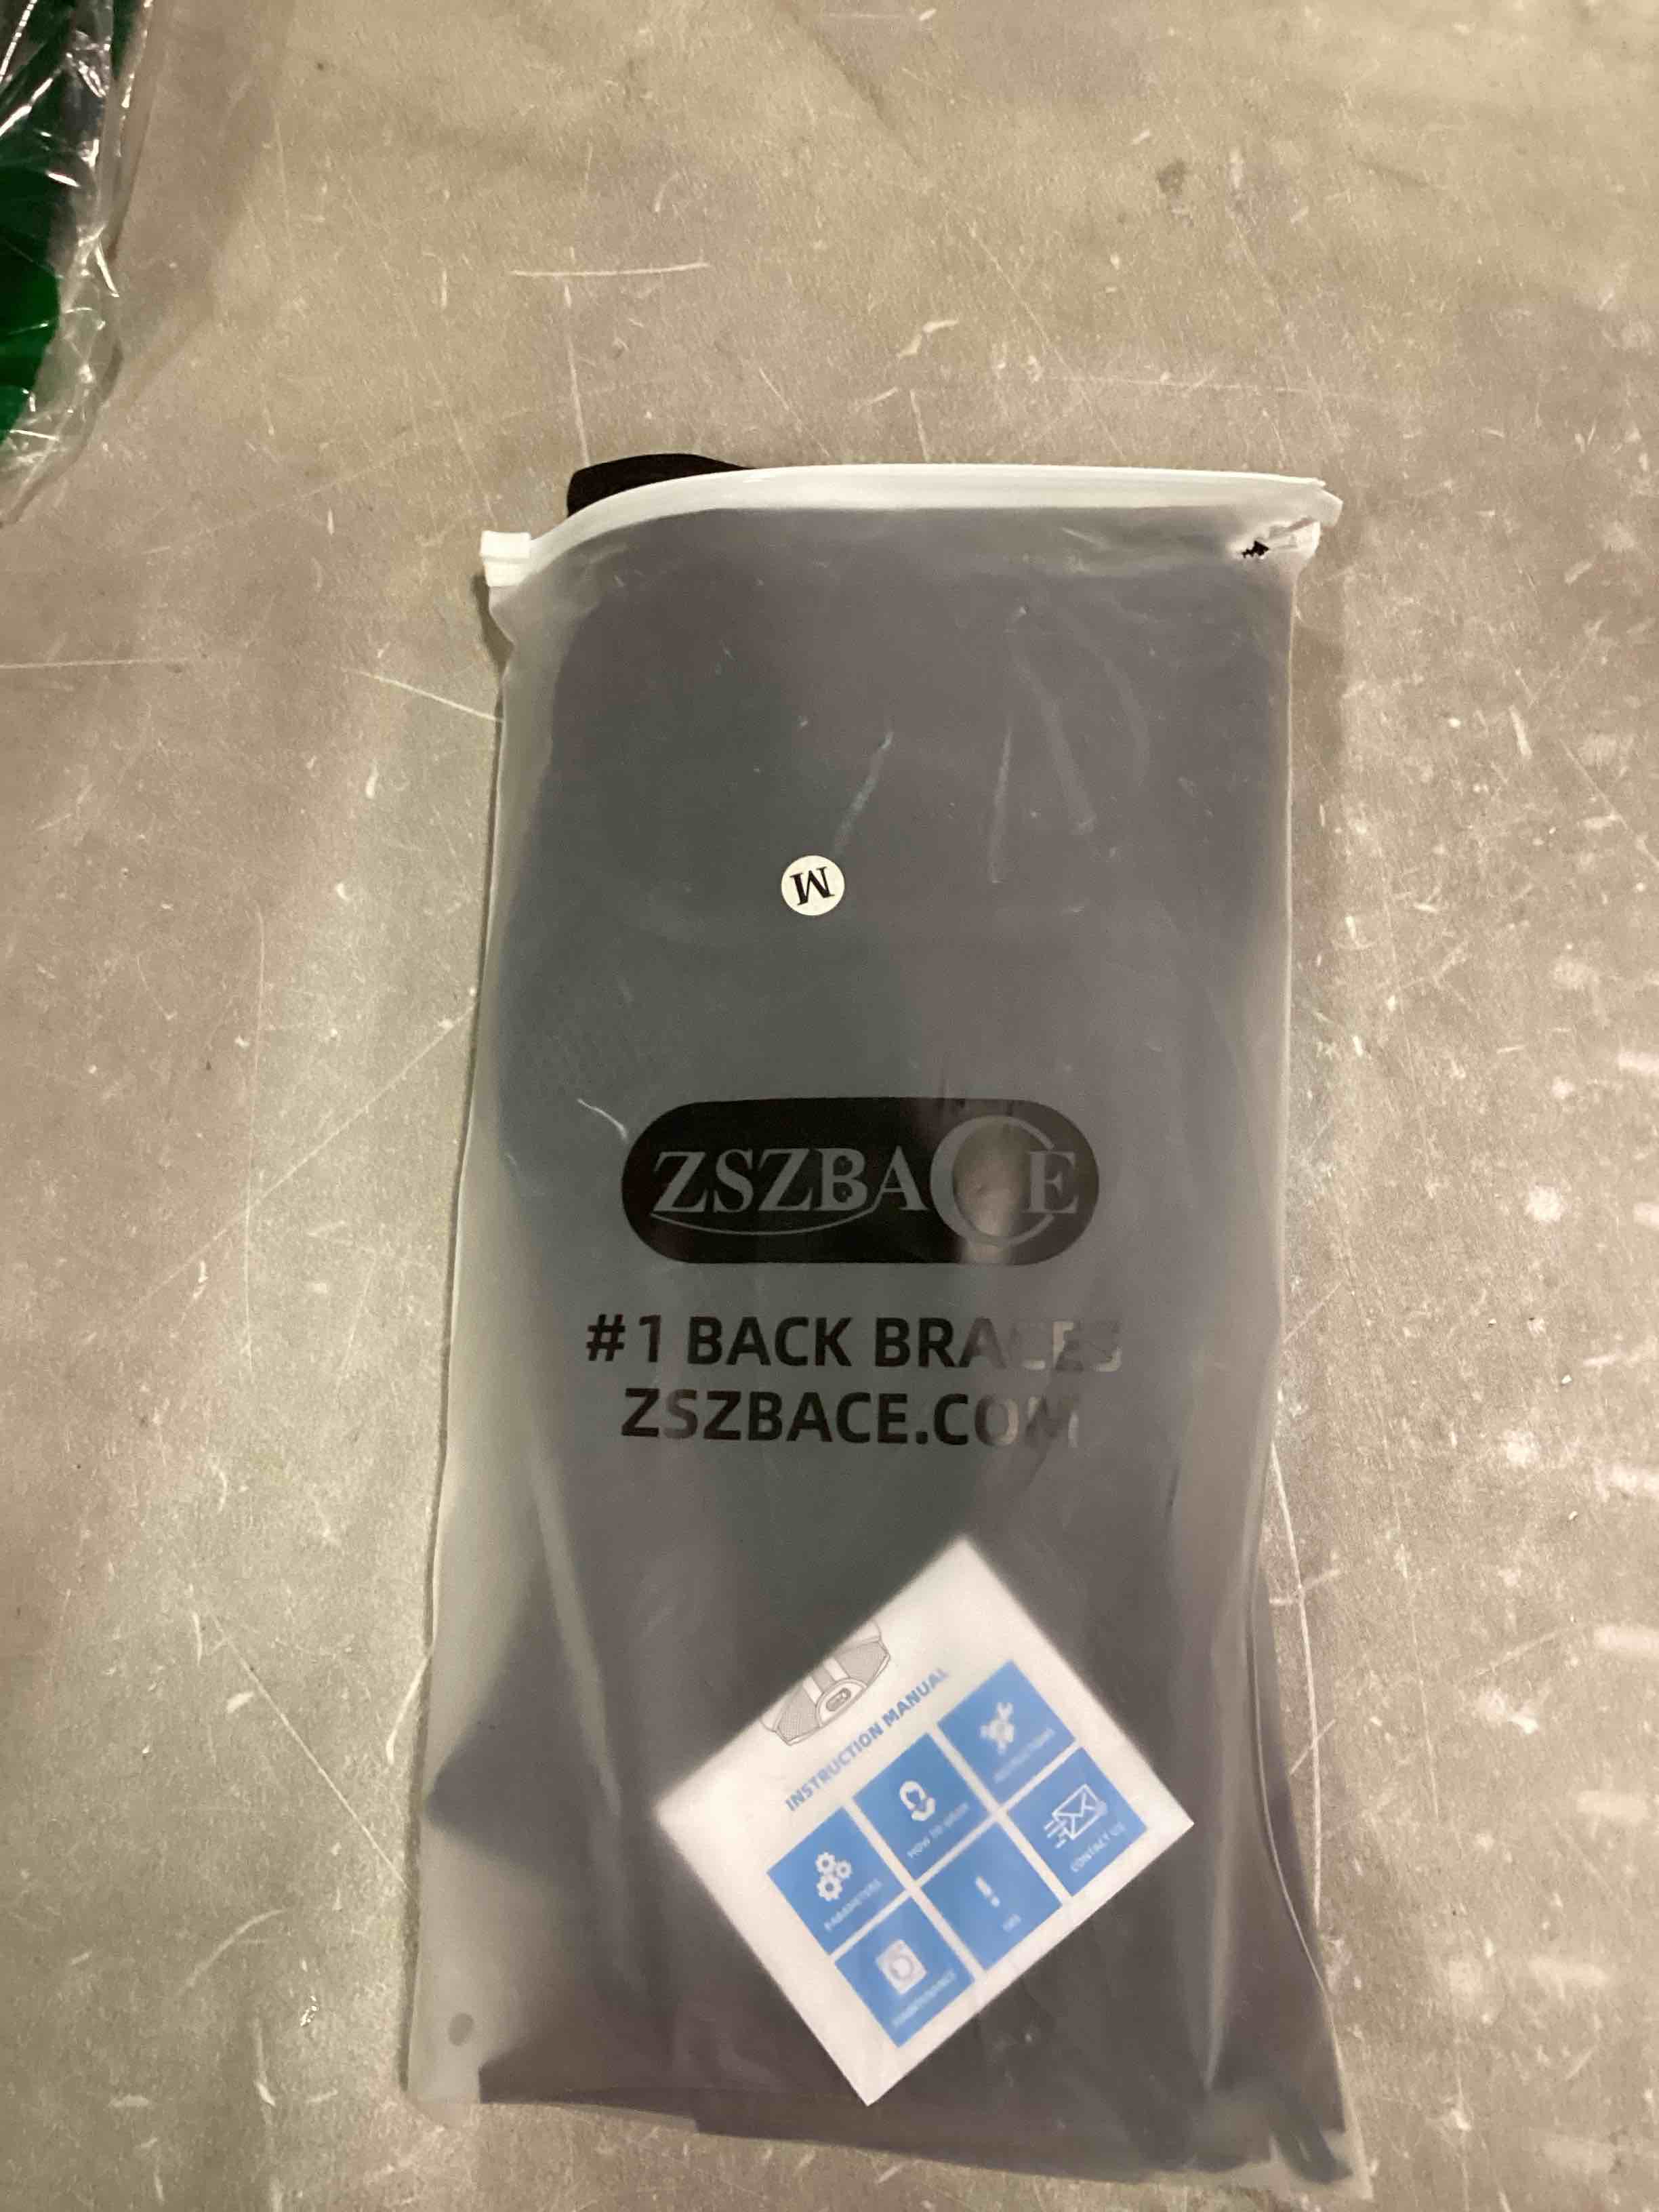 M
ZSZBACE
#1 BACK BRACES
ZSZBACE.COM
INSTRUCTION MANUAL
PARAMETERS
HOW TO WEAR
CONTACT US